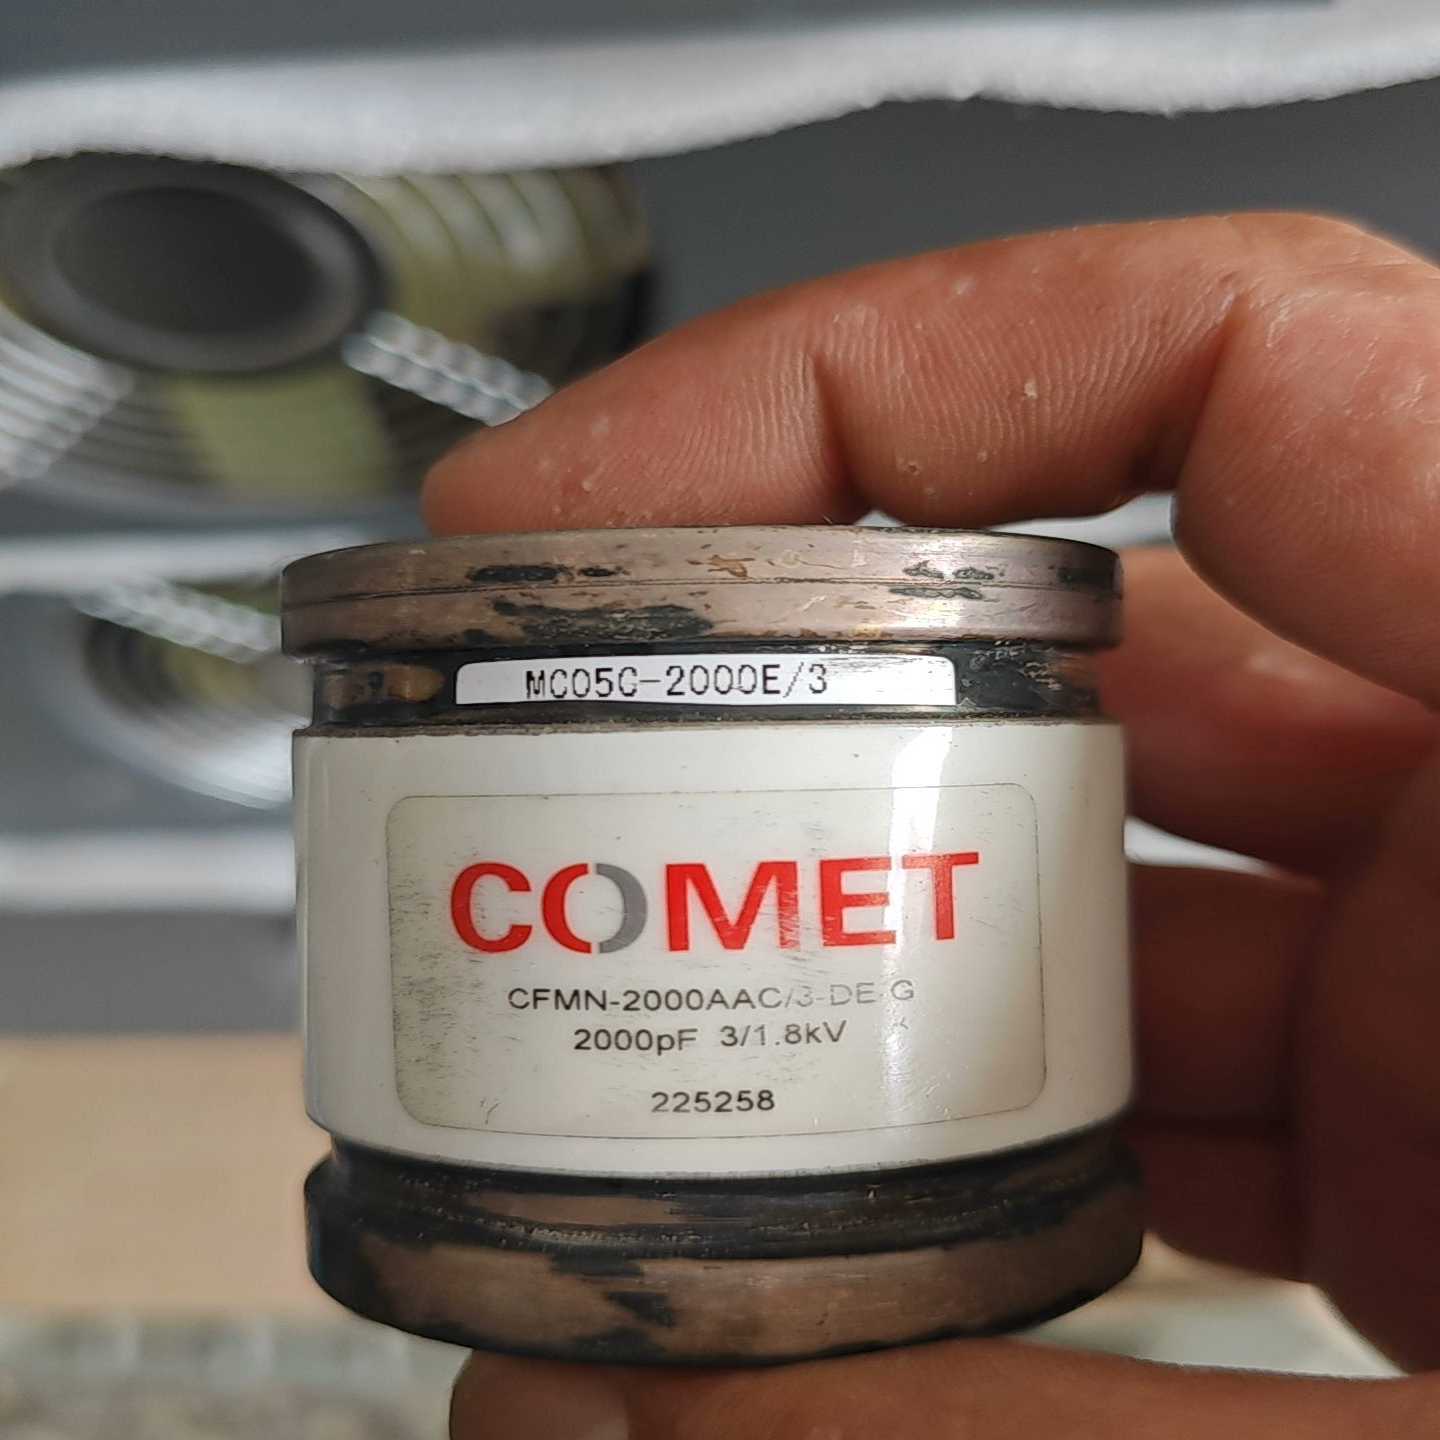 MC05C-2000E/3
COMET
CFMN-2000AAC/3-DE-G
2000pF 3/1.8kV
225258